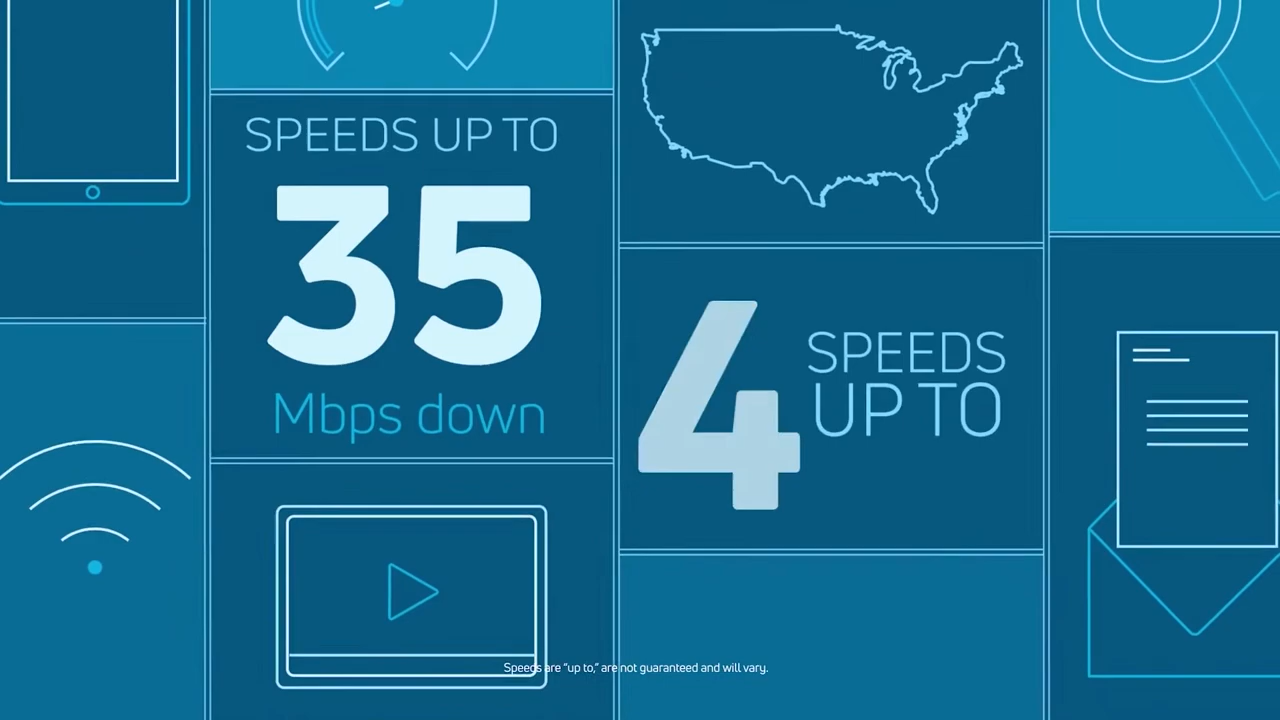 SPEEDS UP TO
35
Mbps down
4
SPEEDS
UP TO
Speeds are “up to,” are not guaranteed and will vary.